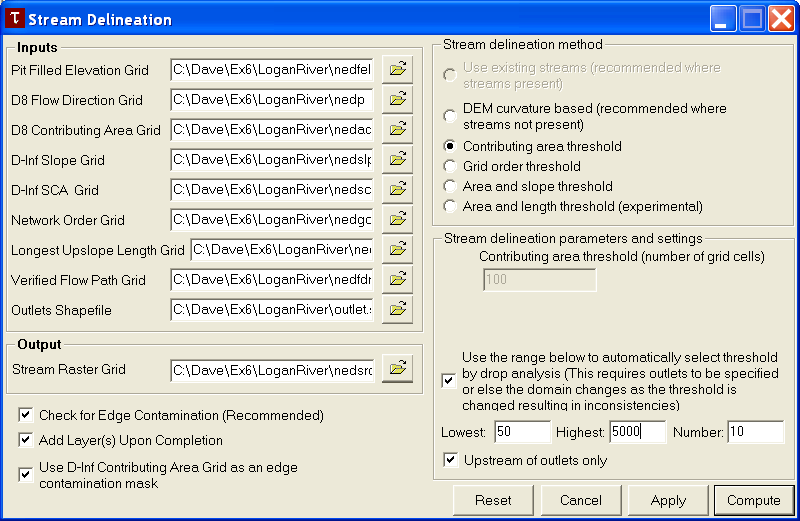 Stream Delineation
Inputs
Pit Filled Elevation Grid C:\Dave\Ex6\LoganRiver\nedfel
D8 Flow Direction Grid C:\Dave\Ex6\LoganRiver\nedp
D8 Contributing Area Grid C:\Dave\Ex6\LoganRiver\nedac
D-Inf Slope Grid C:\Dave\Ex6\LoganRiver\nedslp
D-Inf SCA Grid C:\Dave\Ex6\LoganRiver\nedsc
Network Order Grid C:\Dave\Ex6\LoganRiver\nedgo
Longest Upslope Length Grid C:\Dave\Ex6\LoganRiver\ned
Verified Flow Path Grid C:\Dave\Ex6\LoganRiver\nedfdr
Outlets Shapefile C:\Dave\Ex6\LoganRiver\outlet.s
Output
Stream Raster Grid C:\Dave\Ex6\LoganRiver\nedsrc
Check for Edge Contamination (Recommended)
Add Layer(s) Upon Completion
Use D-Inf Contributing Area Grid as an edge
contamination mask
Stream delineation method
Use existing streams (recommended where
streams present)
DEM curvature based (recommended where
streams not present)
Contributing area threshold
Grid order threshold
Area and slope threshold
Area and length threshold (experimental)
Stream delineation parameters and settings
Contributing area threshold (number of grid cells)
100
Use the range below to automatically select threshold
by drop analysis (This requires outlets to be specified
or else the domain changes as the threshold is
changed resulting in inconsistencies)
Lowest: 50 Highest: 5000 Number: 10
Upstream of outlets only
Reset Cancel Apply Compute